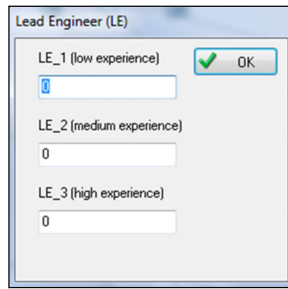 Lead Engineer (LE)
LE_1 (low experience)
OK
0
LE_2 (medium experience)
0
LE_3 (high experience)
0